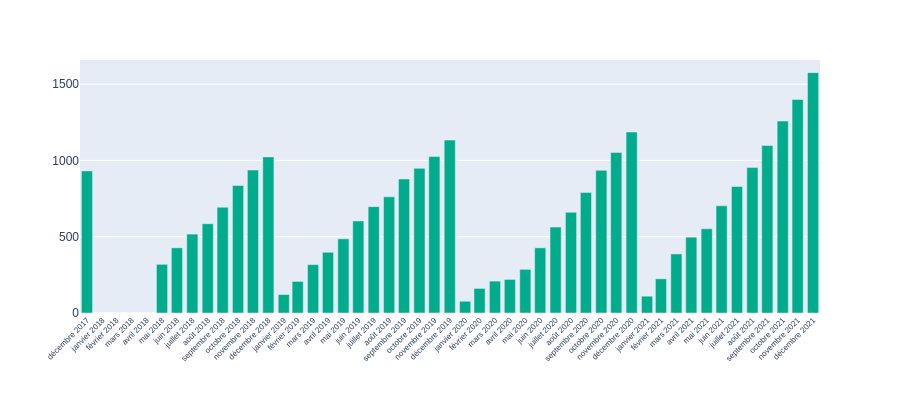 1500
1000
500
0
décembre 2017
janvier 2018
février 2018
mars 2018
avril 2018
mai 2018
juin 2018
juillet 2018
août 2018
septembre 2018
octobre 2018
novembre 2018
décembre 2018
janvier 2019
février 2019
mars 2019
avril 2019
mai 2019
juin 2019
juillet 2019
août 2019
septembre 2019
octobre 2019
novembre 2019
décembre 2019
janvier 2020
février 2020
mars 2020
avril 2020
mai 2020
juin 2020
juillet 2020
août 2020
septembre 2020
octobre 2020
novembre 2020
décembre 2020
janvier 2021
février 2021
mars 2021
avril 2021
mai 2021
juin 2021
juillet 2021
août 2021
septembre 2021
octobre 2021
novembre 2021
décembre 2021